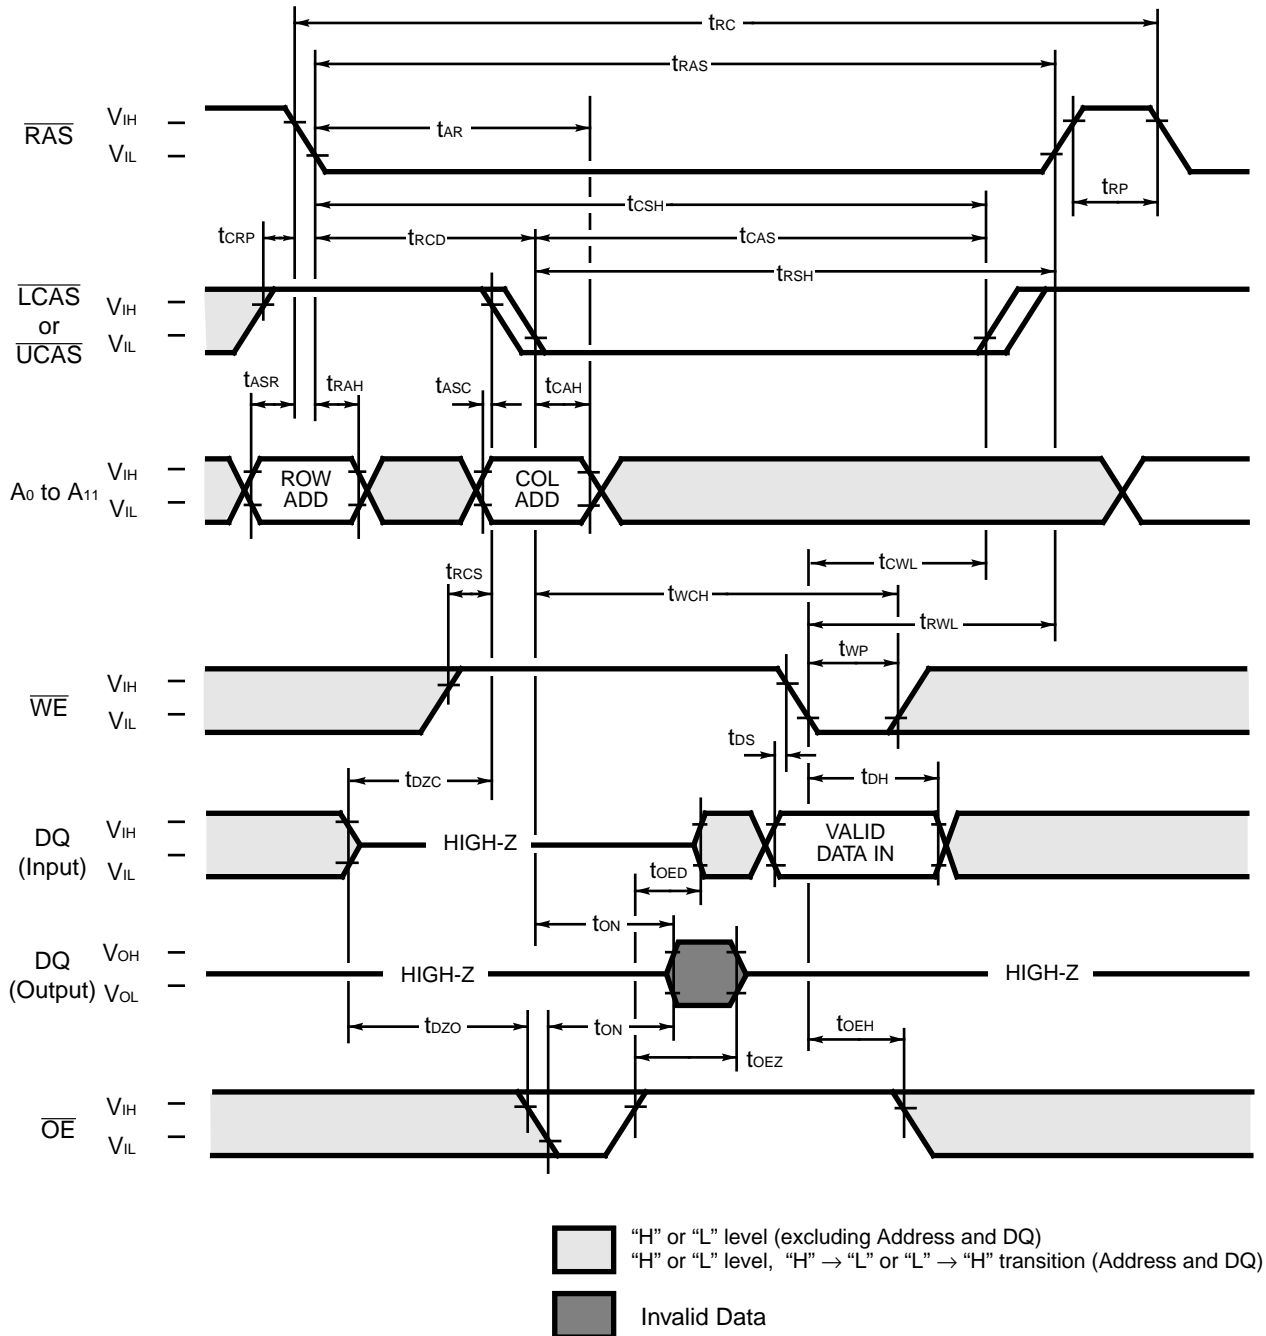 tRC
tRAS
RAS VIH
VIL
tAR
tRP
tCSH
tCRP tRCD tCAS
tRSH
LCAS
or
UCAS
VIH
VIL
tASR tRAH tASC tCAH
A0 to A11 VIH
VIL
ROW
ADD
COL
ADD
tCWL
tRCS tWCH
tRWL
tWP
WE VIH
VIL
tDS
tDZC tDH
DQ
(Input)
VIH
VIL
HIGH-Z
VALID
DATA IN
tOED
tON
DQ
(Output)
VOH
VOL
HIGH-Z HIGH-Z
tDZO tON tOEH
tOEZ
OE VIH
VIL
“H” or “L” level (excluding Address and DQ)
“H” or “L” level, “H” → “L” or “L” → “H” transition (Address and DQ)
Invalid Data